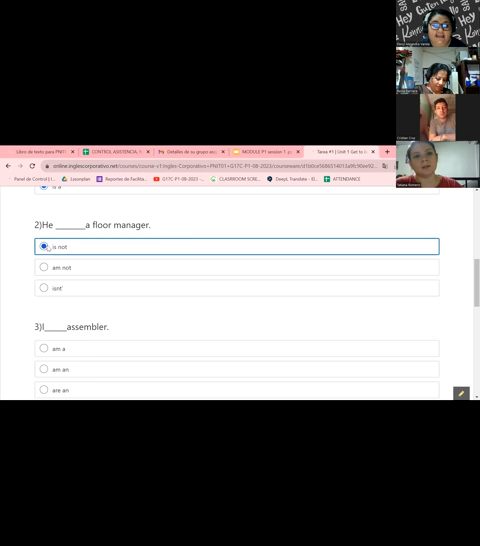 Libro de texto para PNIT
CONTROL ASISTENCIA,
Detalles de su grupo as
MODULE P1 session 1
Tarea #1 | Unit 1 Get to k
online.inglescorporativo.net/courses/course-v1:Ingles-Corporativo+PNIT01+G17C-P1-08-2023/courseware/
Panel de Control
Lessonplan
Reportes de Facilita...
G17C-P1-08-2023 -...
CLASSROOM SCRE...
DeepL Translate
ATTENDANCE
is a
2)He _______a floor manager.
is not
am not
isnt'
3)I______assembler.
am a
am an
are an